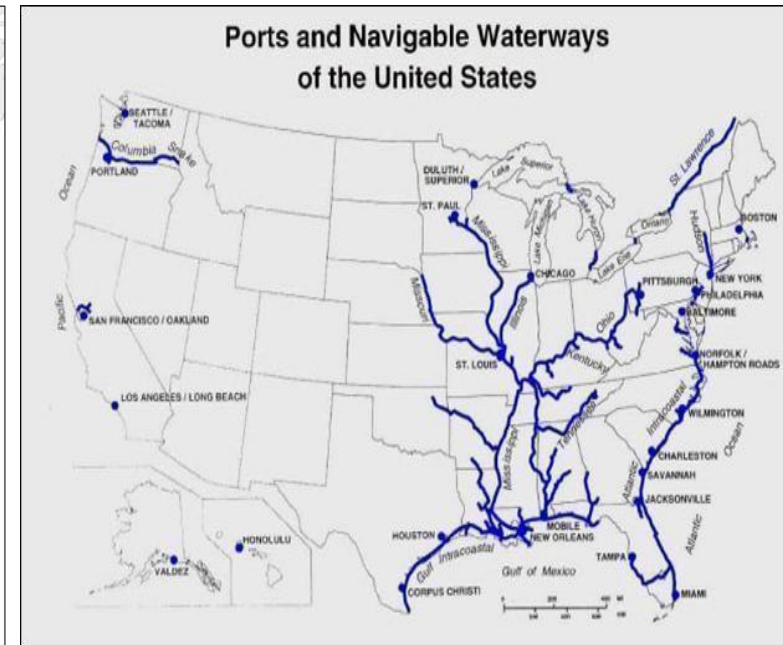 Ports and Navigable Waterways
of the United States
SEATTLE /
TACOMA
Columbia
Snake
PORTLAND
Ocean
Pacific
SAN FRANCISCO / OAKLAND
LOS ANGELES / LONG BEACH
DULUTH /
SUPERIOR
Lake Superior
ST. PAUL
Mississippi
Lake Michigan
Lake Huron
St. Lawrence
Ontario
Lake Erie
Hudson
BOSTON
CHICAGO
PITTSBURGH
NEW YORK
PHILADELPHIA
BALTIMORE
Missouri
Illinois
Ohio
Kentucky
ST. LOUIS
NORFOLK /
HAMPTON ROADS
Mississippi
Tennessee
Intracoastal
WILMINGTON
Ocean
CHARLESTON
SAVANNAH
Atlantic
JACKSONVILLE
MOBILE
NEW ORLEANS
HOUSTON
Gulf Intracoastal
TAMPA
Atlantic
HONOLULU
VALDEZ
Gulf of Mexico
CORPUS CHRISTI
MIAMI